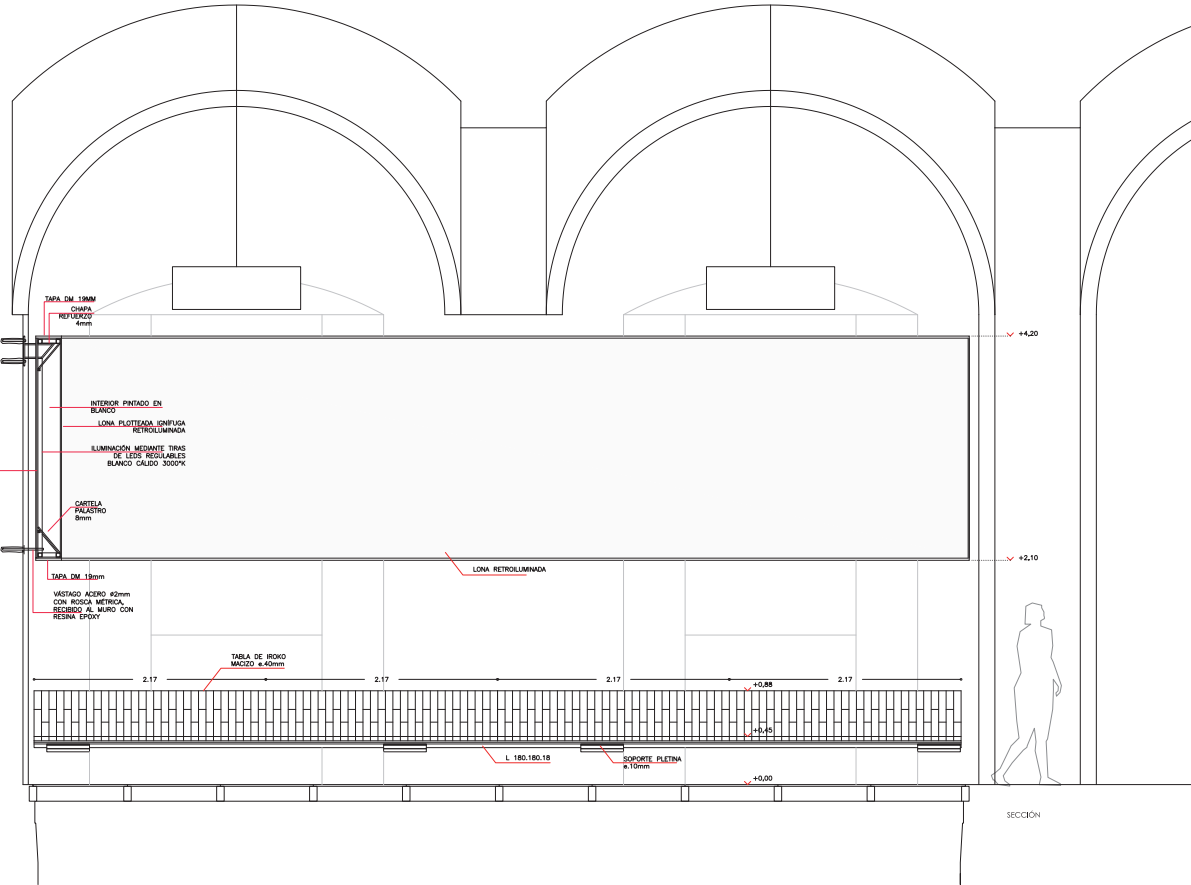 TAPA DM 19MM
CHAPA
REFUERZO
4mm
+4,20
INTERIOR PINTADO EN
BLANCO
LONA PLOTTEADA IGNÍFUGA
RETROILUMINADA
ILUMINACIÓN MEDIANTE TIRAS
DE LEDS REGULABLES
BLANCO CÁLIDO 3000°K
CARTELA
PALASTRO
8mm
+2,10
LONA RETROILUMINADA
TAPA DM 19mm
VÁSTAGO ACERO ø2mm
CON ROSCA MÉTRICA,
RECIBIDO AL MURO CON
RESINA EPOXY
TABLA DE IROKO
MACIZO e.40mm
2.17
2.17
2.17
2.17
+0,88
+0,45
L 180.180.18
SOPORTE PLETINA
e.10mm
+0,00
SECCIÓN